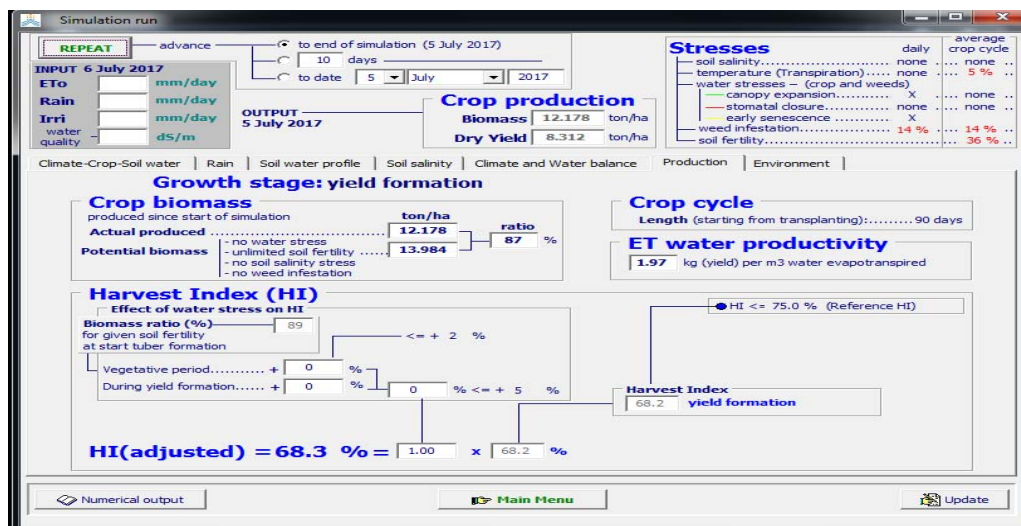 Simulation run
REPEAT
advance
to end of simulation (5 July 2017)
10 days
to date 5 July 2017
INPUT 6 July 2017
ETo mm/day
Rain mm/day
Irri mm/day
water quality dS/m
OUTPUT
5 July 2017
Crop production
Biomass 12.178 ton/ha
Dry Yield 8.312 ton/ha
Stresses daily average crop cycle
soil salinity................ none .... none ..
temperature (Transpiration)..... none .... 5 % ..
water stresses - (crop and weeds)
canopy expansion......... X .... none ..
stomatal closure......... none .... none ..
early senescence ........ X
weed infestation................ 14 % .... 14 % ..
soil fertility.................. 36 % ..
Climate-Crop-Soil water | Rain | Soil water profile | Soil salinity | Climate and Water balance | Production | Environment
Growth stage: yield formation
Crop biomass
produced since start of simulation ton/ha
Actual produced ........................ 12.178
ratio
87 %
Potential biomass
- no water stress
- unlimited soil fertility ..... 13.984
- no soil salinity stress
- no weed infestation
Crop cycle
Length (starting from transplanting):........ 90 days
ET water productivity
1.97 kg (yield) per m3 water evapotranspired
Harvest Index (HI)
Effect of water stress on HI
Biomass ratio (%) 89
for given soil fertility
at start tuber formation
<= + 2 %
Vegetative period.......... + 0 %
During yield formation...... + 0 %
0 % <= + 5 %
HI <= 75.0 % (Reference HI)
Harvest Index
68.2 yield formation
HI(adjusted) = 68.3 % = 1.00 x 68.2 %
Numerical output
Main Menu
Update